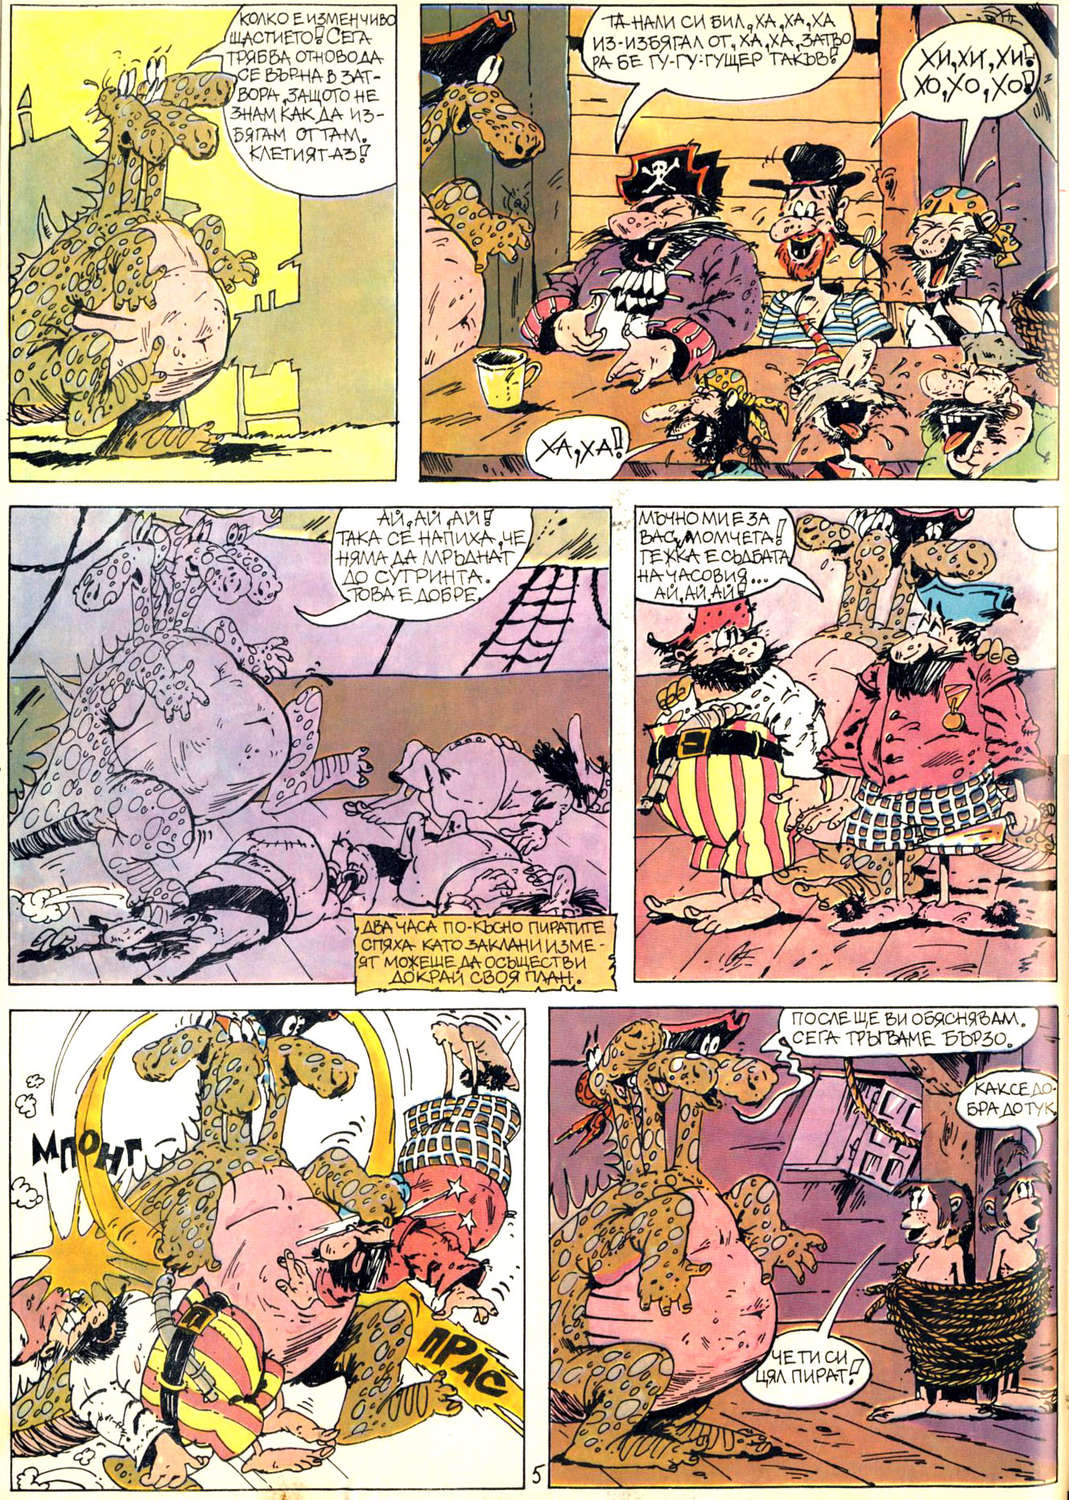 КОЛКО Е ИЗМЕНЧИВО
ЩАСТИЕТО! СЕГА
ТРЯБВА ОТНОВО ДА
СЕ ВЪРНА В ЗАТ-
ВОРА, ЗАЩОТО НЕ
ЗНАМ КАК ДА ИЗ-
БЯГАМ ОТТАМ.
КЛЕТИЯТ-АЗ!
ТА НАЛИ СИ БИЛ, ХА, ХА, ХА
ИЗ-ИЗБЯГАЛ ОТ, ХА, ХА, ЗАТВО
РА БЕ ГУ-ГУ-ГУЩЕР ТАКЪВ!
ХИ, ХИ, ХИ!
ХО, ХО, ХО!
ХА, ХА!
АЙ, АЙ, АЙ!
ТАКА СЕ НАПИХА, ЧЕ
НЯМА ДА МРЪДНАТ
ДО СУТРИНТА.
ТОВА Е ДОБРЕ.
ДВА ЧАСА ПО-КЪСНО ПИРАТИТЕ
СПЯХА КАТО ЗАКЛАНИ И ЗМЕ-
ЯТ МОЖЕШЕ ДА ОСЪЩЕСТВИ
ДОКРАЙ СВОЯ ПЛАН.
МЪЧНО МИ Е ЗА
ВАС, МОМЧЕТА!
ТЕЖКА Е СЪДБАТА
НА ЧАСОВИЯ...
АЙ, АЙ, АЙ!
МПОНГ
ПРАС
ПОСЛЕ ЩЕ ВИ ОБЯСНЯВАМ.
СЕГА ТРЪГВАМЕ БЪРЗО.
КАК СЕ ДО-
БРА ДОТУК.
ЧЕ ТИ СИ
ЦЯЛ ПИРАТ!
5